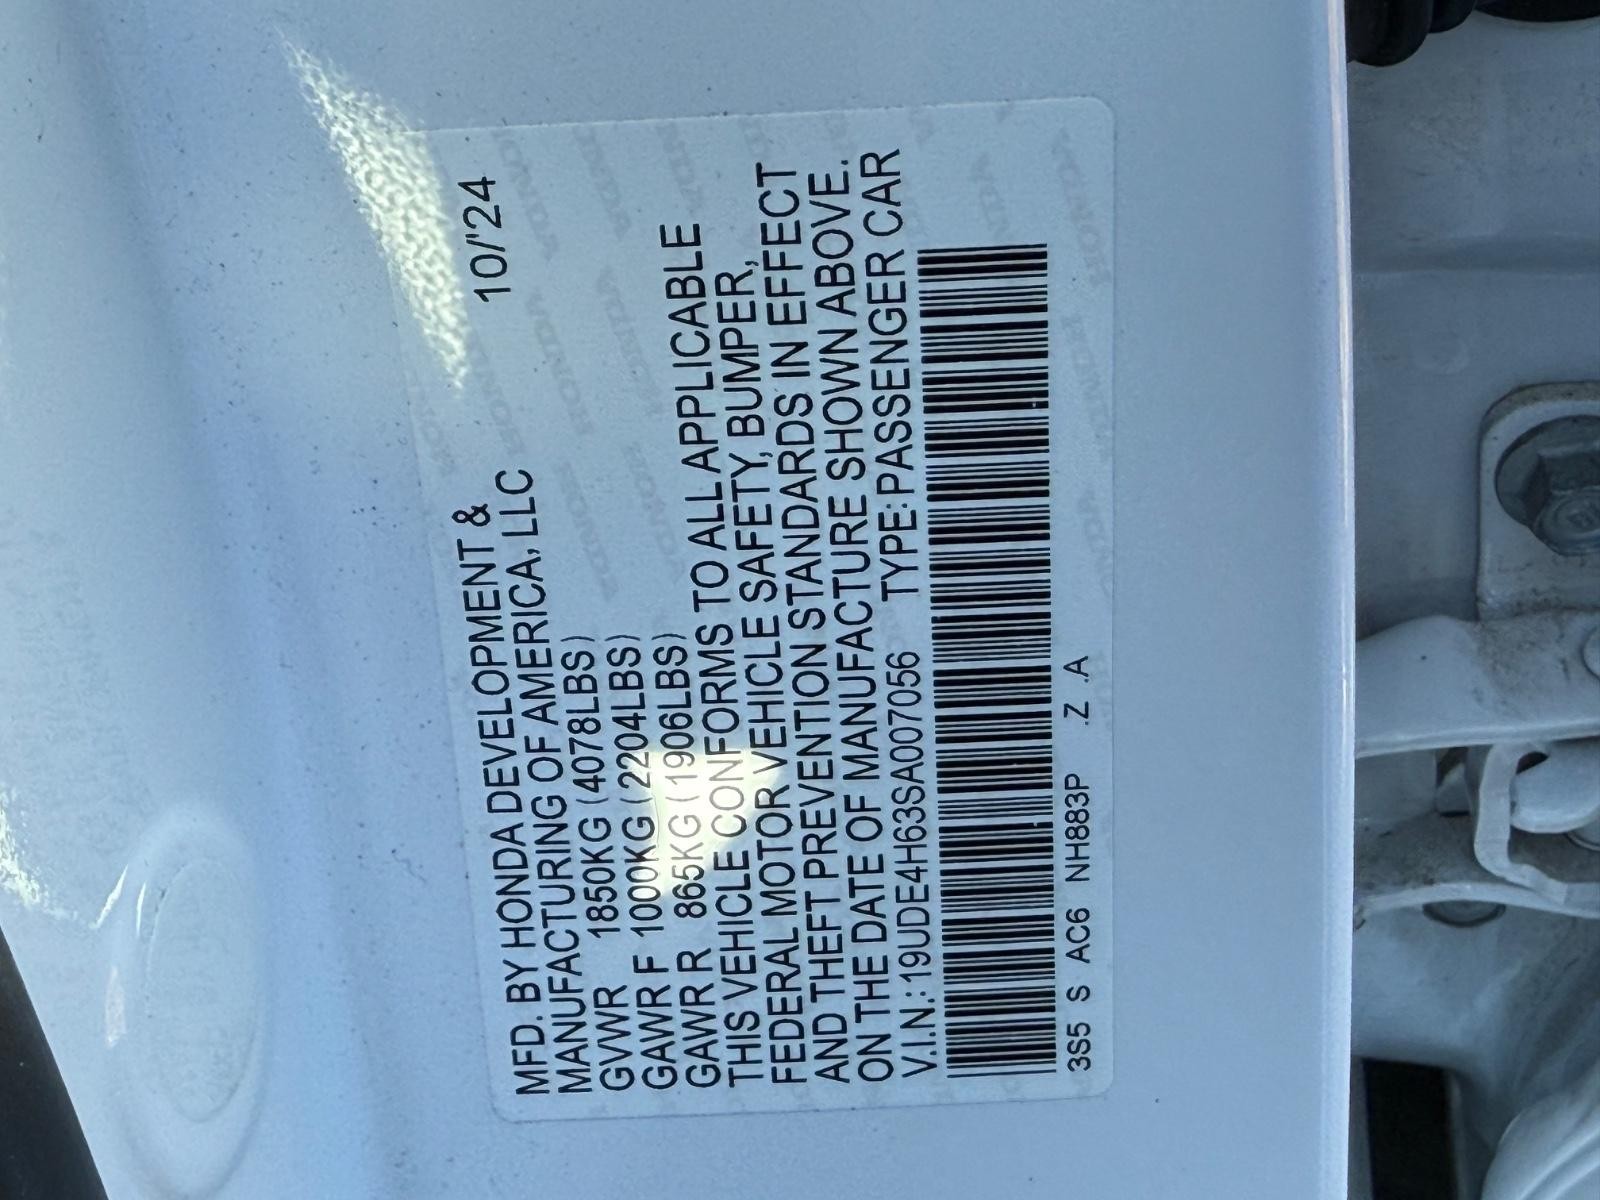 MFD. BY HONDA DEVELOPMENT & 10/'24
MANUFACTURING OF AMERICA, LLC
GVWR 1850KG (4078LBS)
GAWR F 1000KG (2204LBS)
GAWR R 865KG (1906LBS)
THIS VEHICLE CONFORMS TO ALL APPLICABLE
FEDERAL MOTOR VEHICLE SAFETY, BUMPER,
AND THEFT PREVENTION STANDARDS IN EFFECT
ON THE DATE OF MANUFACTURE SHOWN ABOVE.
V.I.N.: 19UDE4H63SA007056 TYPE: PASSENGER CAR
3S5 S AC6 NH883P .Z .A